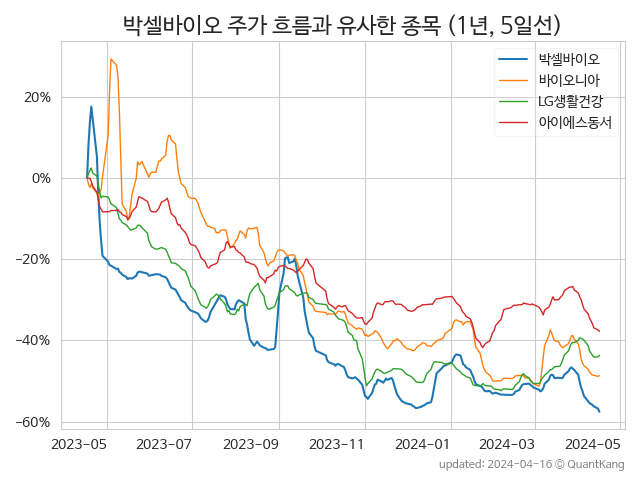 박셀바이오 주가 흐름과 유사한 종목 (1년, 5일선)
박셀바이오
바이오니아
LG생활건강
아이에스동서
20%
0%
−20%
−40%
−60%
2023−05 2023−07 2023−09 2023−11 2024−01 2024−03 2024−05
updated: 2024-04-16 © QuantKang